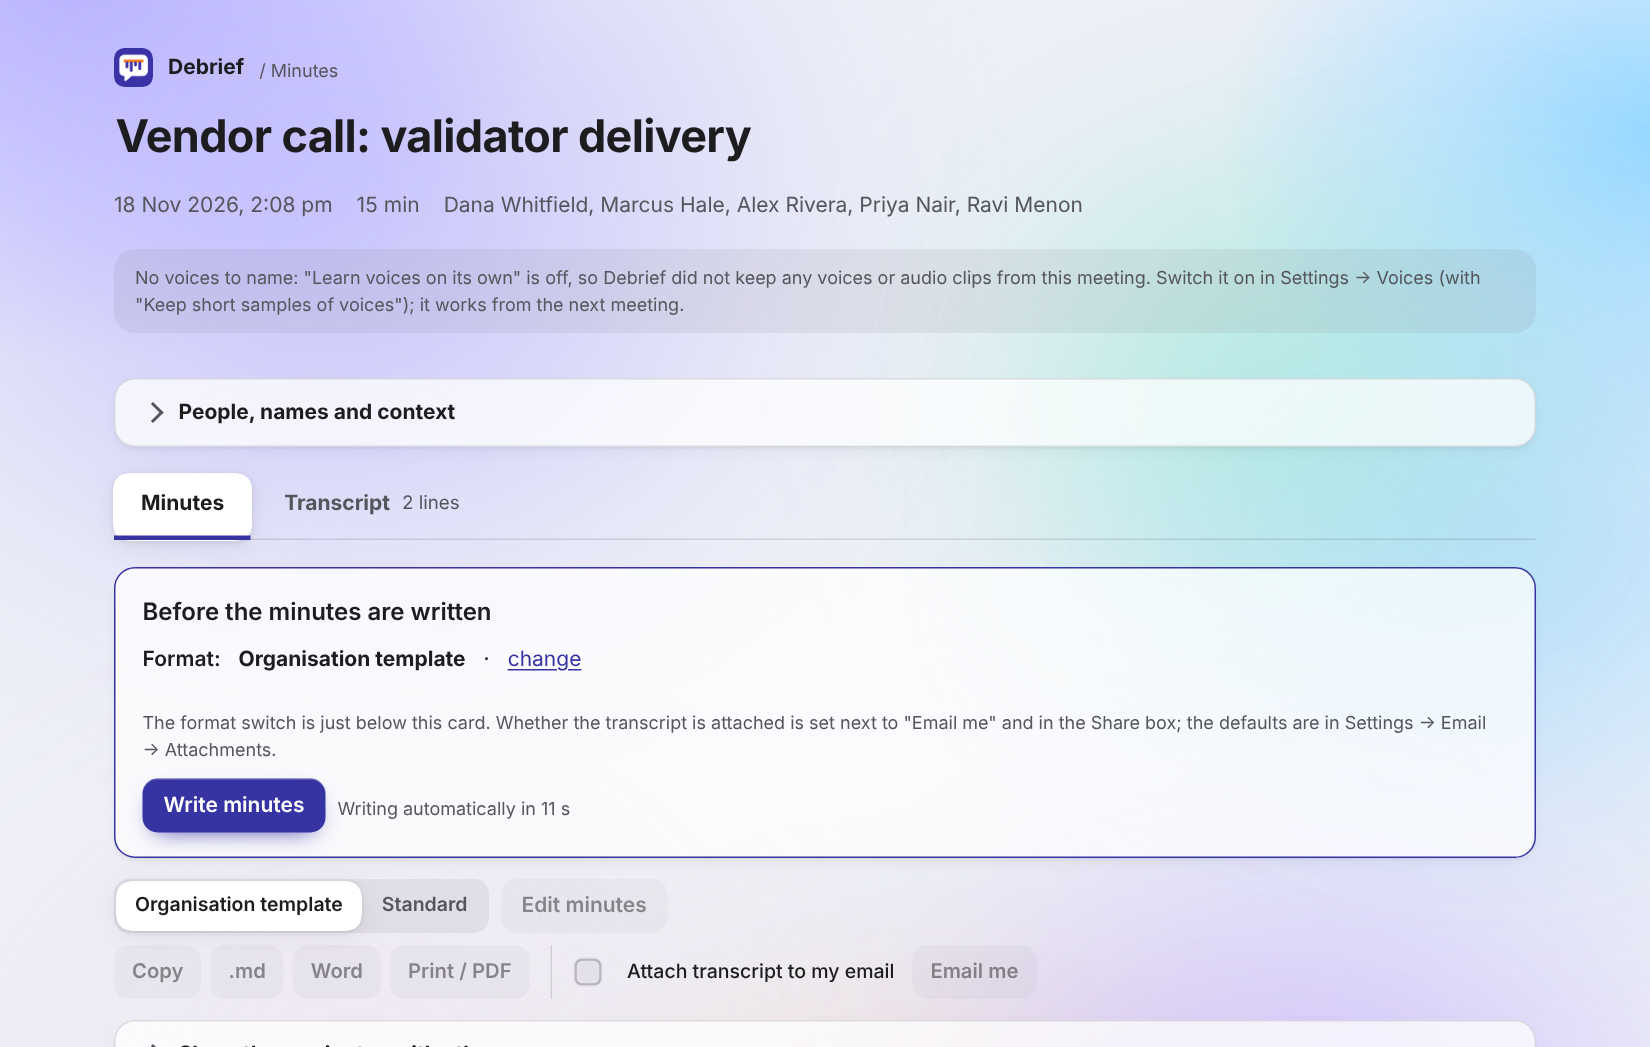 Debrief / Minutes
Vendor call: validator delivery
18 Nov 2026, 2:08 pm 15 min Dana Whitfield, Marcus Hale, Alex Rivera, Priya Nair, Ravi Menon
No voices to name: "Learn voices on its own" is off, so Debrief did not keep any voices or audio clips from this meeting. Switch it on in Settings → Voices (with
"Keep short samples of voices"); it works from the next meeting.
People, names and context
Minutes Transcript 2 lines
Before the minutes are written
Format: Organisation template · change
The format switch is just below this card. Whether the transcript is attached is set next to "Email me" and in the Share box; the defaults are in Settings → Email
→ Attachments.
Write minutes Writing automatically in 11 s
Organisation template Standard Edit minutes
Copy .md Word Print / PDF Attach transcript to my email Email me